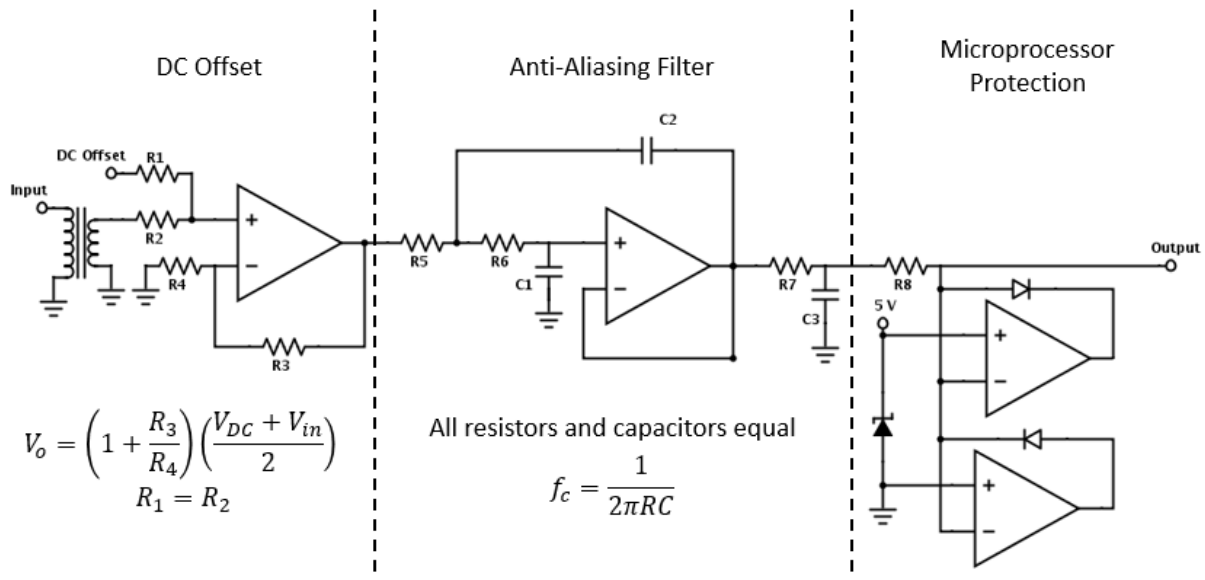 DC Offset
Anti-Aliasing Filter
Microprocessor
Protection
DC Offset
R1
Input
R2
R4
R3
C2
R5
R6
C1
R7
C3
R8
Output
5 V
+
−
+
−
+
−
+
−
V_o = (1 + R_3/R_4) ((V_DC + V_in)/2)
R_1 = R_2
All resistors and capacitors equal
f_c = 1/(2πRC)